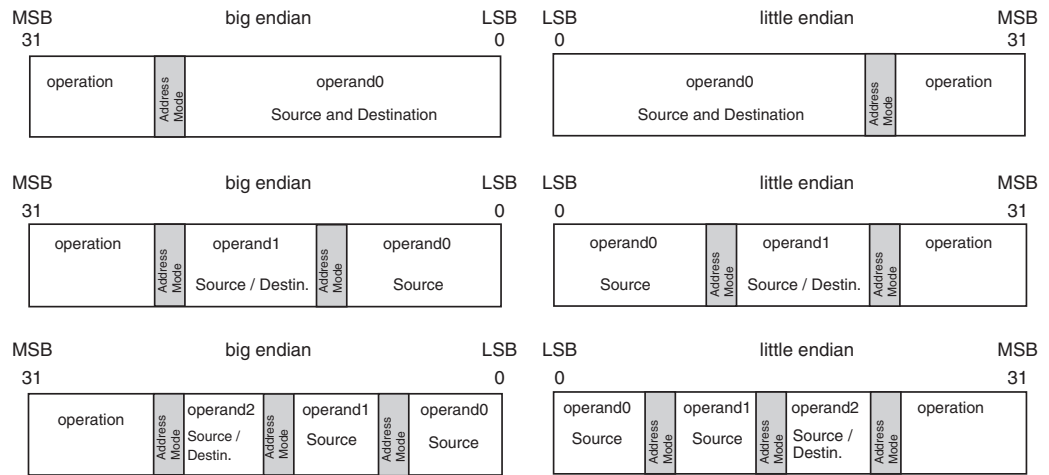 MSB big endian LSB
31 0
operation
Address Mode
operand0
Source and Destination
LSB little endian MSB
0 31
operand0
Source and Destination
Address Mode
operation
MSB big endian LSB
31 0
operation
Address Mode
operand1
Source / Destin.
Address Mode
operand0
Source
LSB little endian MSB
0 31
operand0
Source
Address Mode
operand1
Source / Destin.
Address Mode
operation
MSB big endian LSB
31 0
operation
Address Mode
operand2
Source /
Destin.
Address Mode
operand1
Source
Address Mode
operand0
Source
LSB little endian MSB
0 31
operand0
Source
Address Mode
operand1
Source
Address Mode
operand2
Source /
Destin.
Address Mode
operation